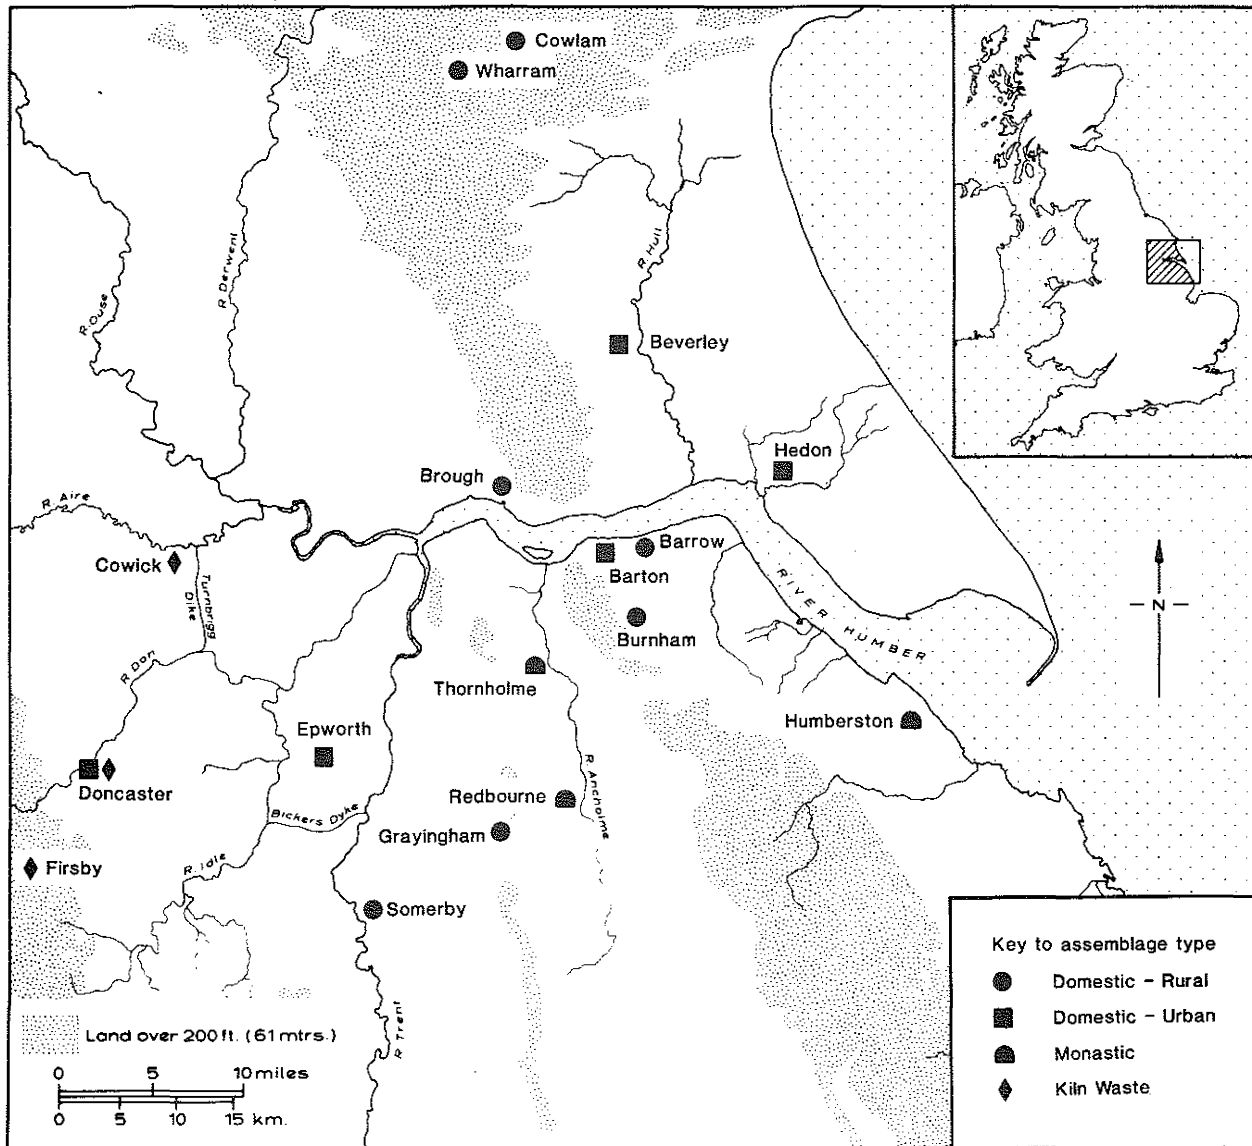 Cowlam
Wharram
R. Ouse
R. Derwent
R. Hull
Beverley
Hedon
Brough
R. Aire
Cowick
Turnbrigg
Dike
Barrow
Barton
Burnham
RIVER HUMBER
- N -
R. Don
Thornholme
Humberston
Epworth
Doncaster
Redbourne
R. Ancholme
Bickers Dyke
Grayingham
R. Idle
Firsby
Somerby
R. Trent
Land over 200 ft. (61 mtrs.)
0 5 10 miles
0 5 10 15 km.
Key to assemblage type
Domestic - Rural
Domestic - Urban
Monastic
Kiln Waste